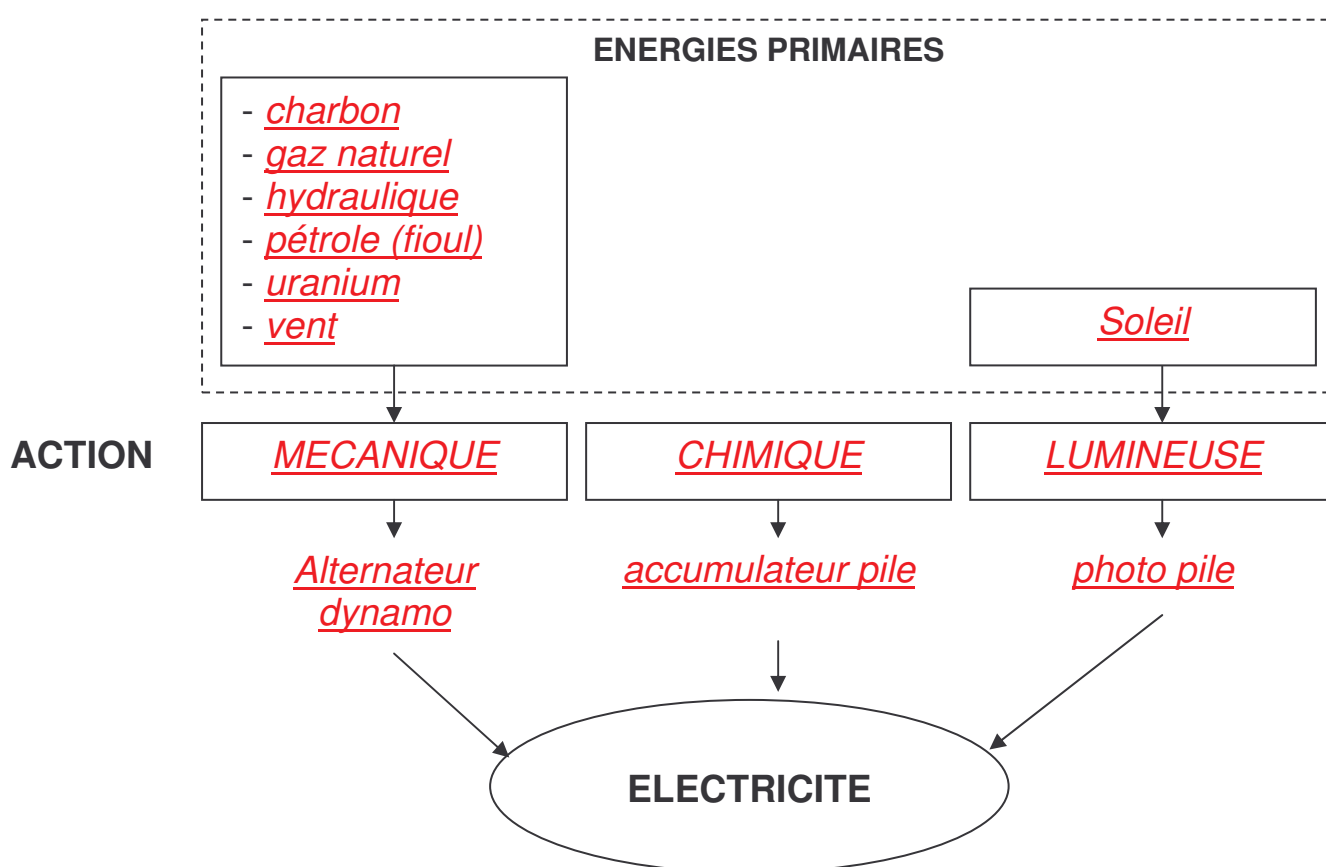 ENERGIES PRIMAIRES
- charbon
- gaz naturel
- hydraulique
- pétrole (fioul)
- uranium
- vent
Soleil
ACTION
MECANIQUE
CHIMIQUE
LUMINEUSE
Alternateur
dynamo
accumulateur pile
photo pile
ELECTRICITE